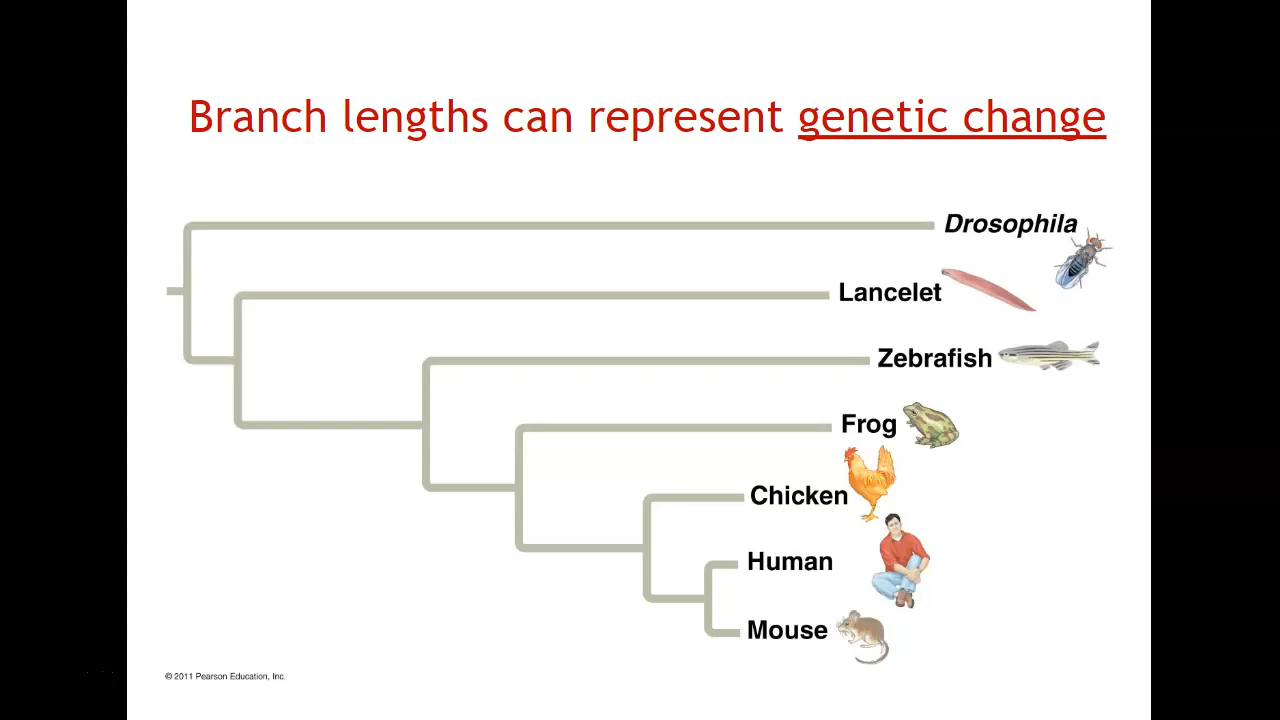 Branch lengths can represent genetic change
Drosophila
Lancelet
Zebrafish
Frog
Chicken
Human
Mouse
© 2011 Pearson Education, Inc.